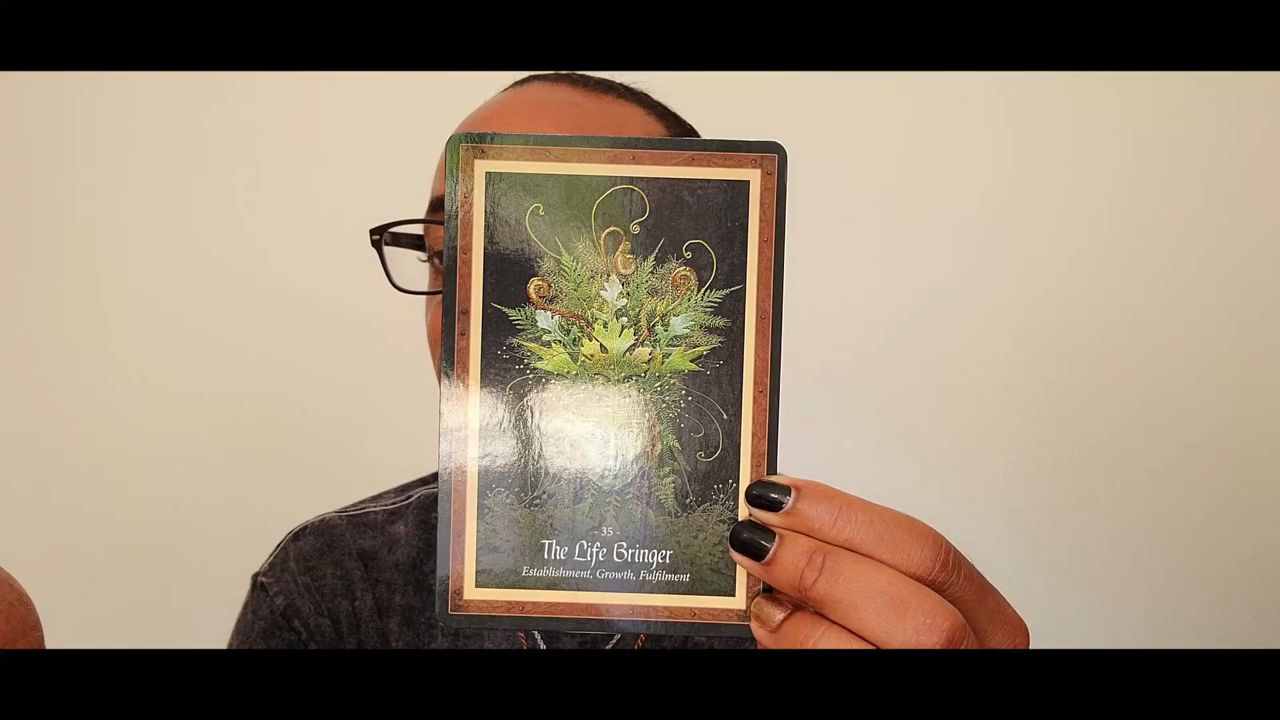 - 35 -
The Life Bringer
Establishment, Growth, Fulfilment